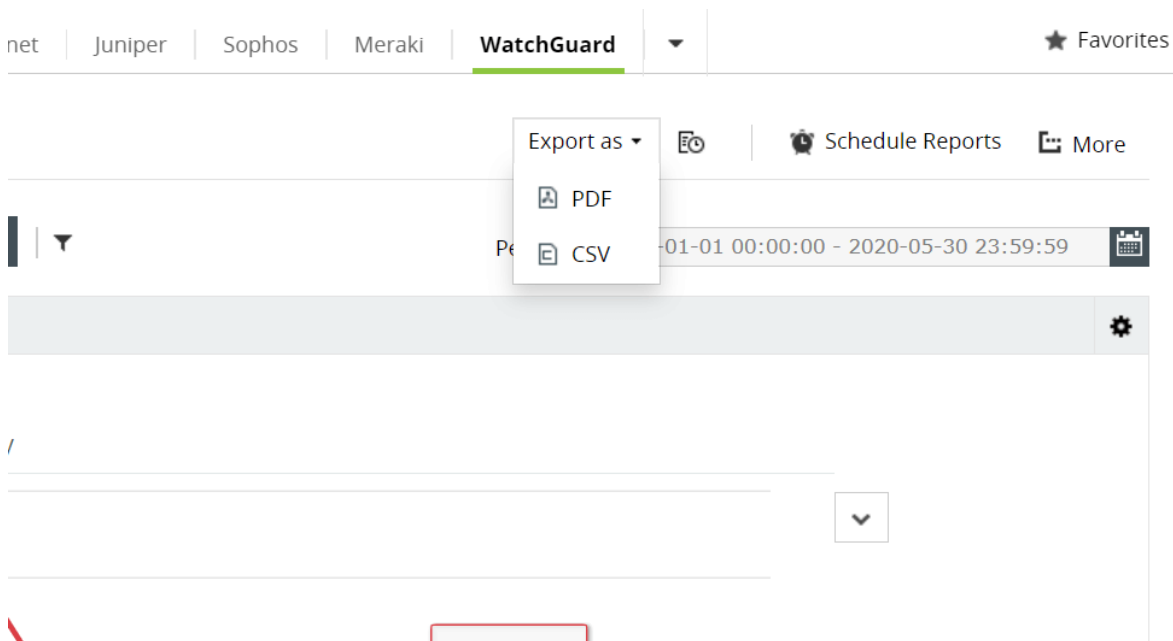 net Juniper Sophos Meraki WatchGuard Favorites
Export as Schedule Reports More
PDF
Pe -01-01 00:00:00 - 2020-05-30 23:59:59
CSV
y